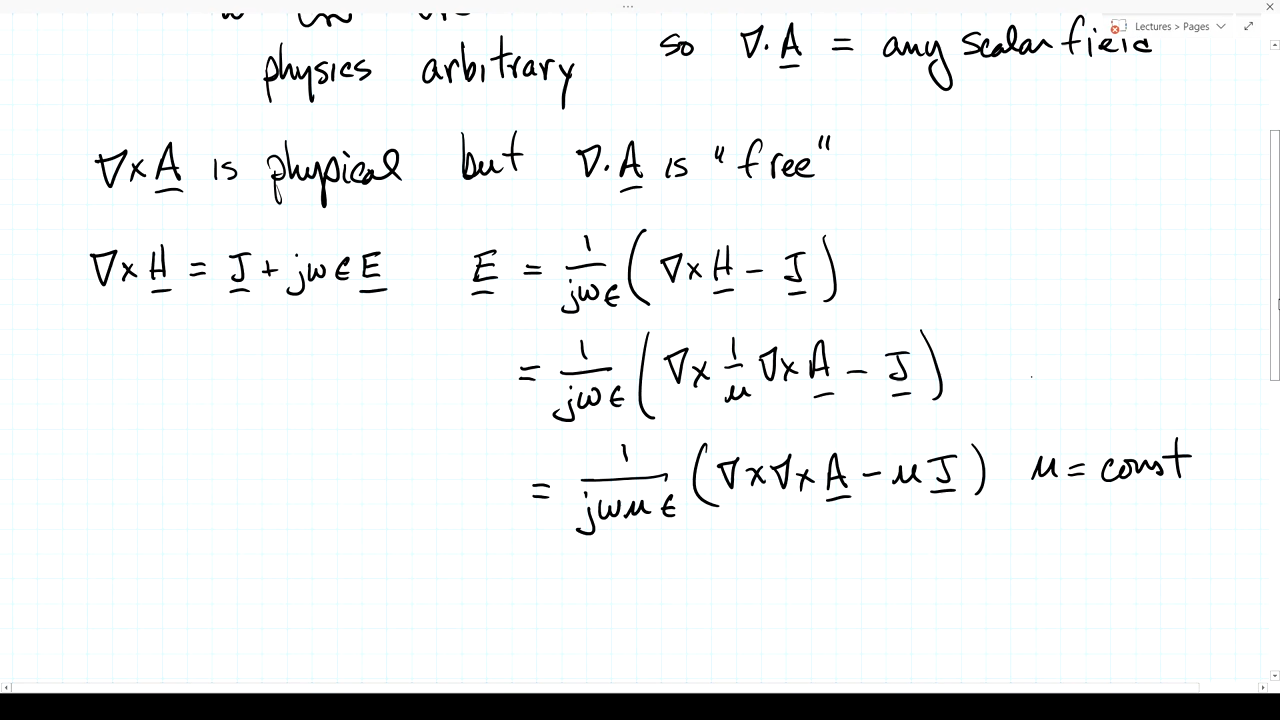 Lectures > Pages
so ∇·A = any scalar field
physics arbitrary
∇×A is physical but ∇·A is "free"
∇×H = J + jωϵE E = 1/jωϵ (∇×H − J)
= 1/jωϵ (∇× 1/μ ∇×A − J)
= 1/jωμϵ (∇×∇×A − μJ) μ = const